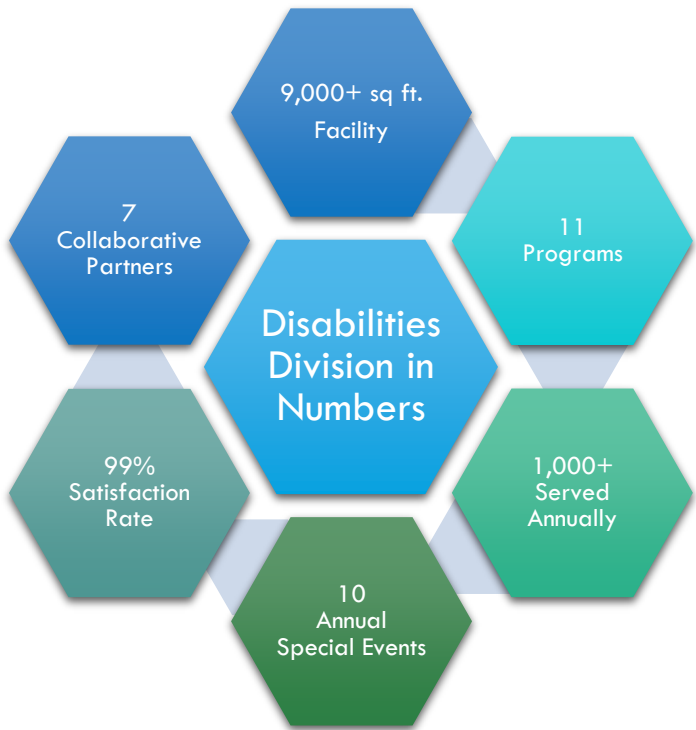 9,000+ sq ft.
Facility
11
Programs
1,000+
Served
Annually
10
Annual
Special Events
99%
Satisfaction
Rate
7
Collaborative
Partners
Disabilities
Division in
Numbers